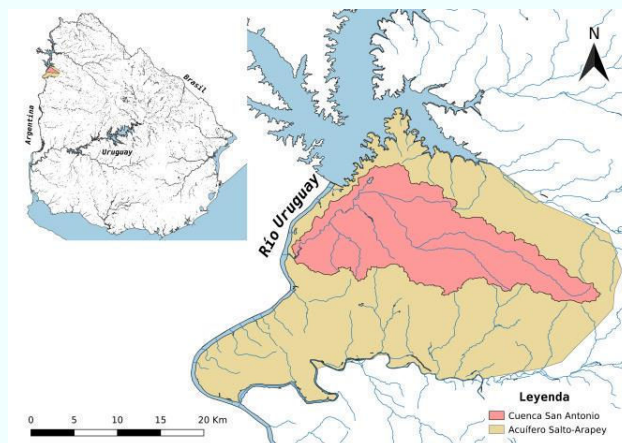 Brasil
Argentina
Uruguay
N
Río Uruguay
0 5 10 15 20 Km
Leyenda
Cuenca San Antonio
Acuífero Salto-Arapey